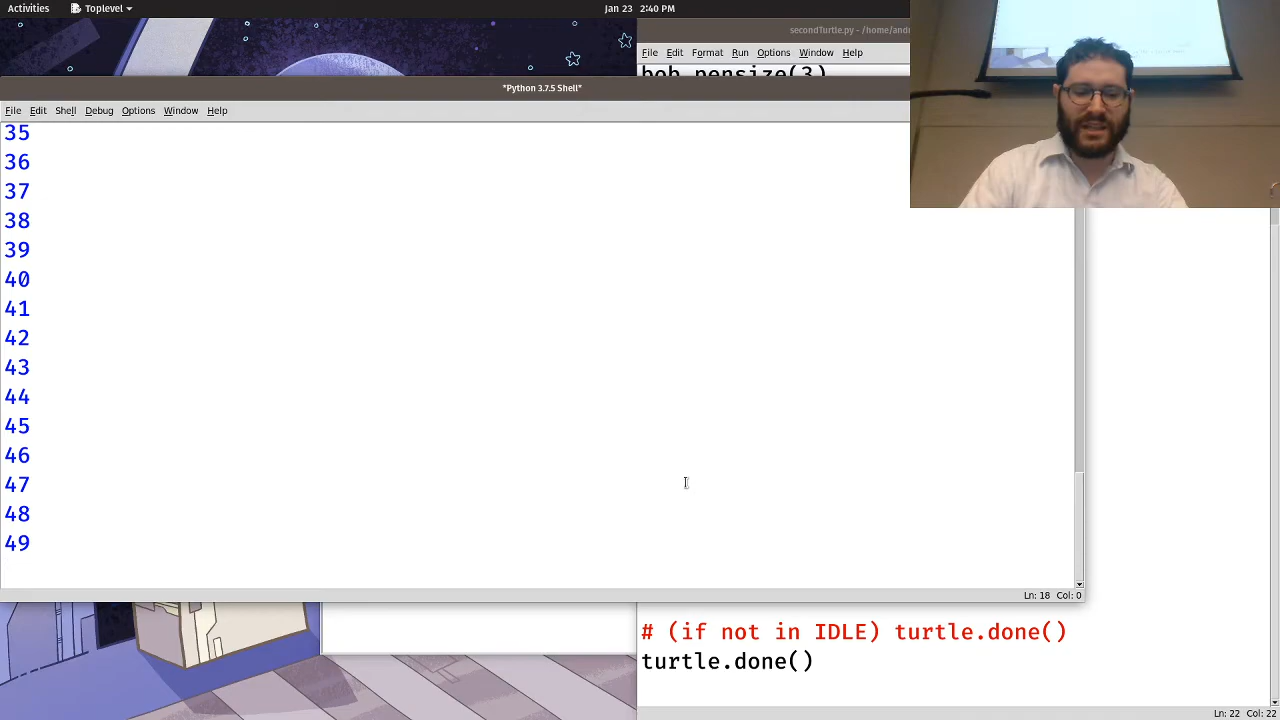 Activities
Toplevel
Jan 23 2:40 PM
secondTurtle.py - /home/andr
File Edit Format Run Options Window Help
bob.pensize(3)
*Python 3.7.5 Shell*
File Edit Shell Debug Options Window Help
35
36
37
38
39
40
41
42
43
44
45
46
47
48
49
Ln: 18 Col: 0
# (if not in IDLE) turtle.done()
turtle.done()
Ln: 22 Col: 22